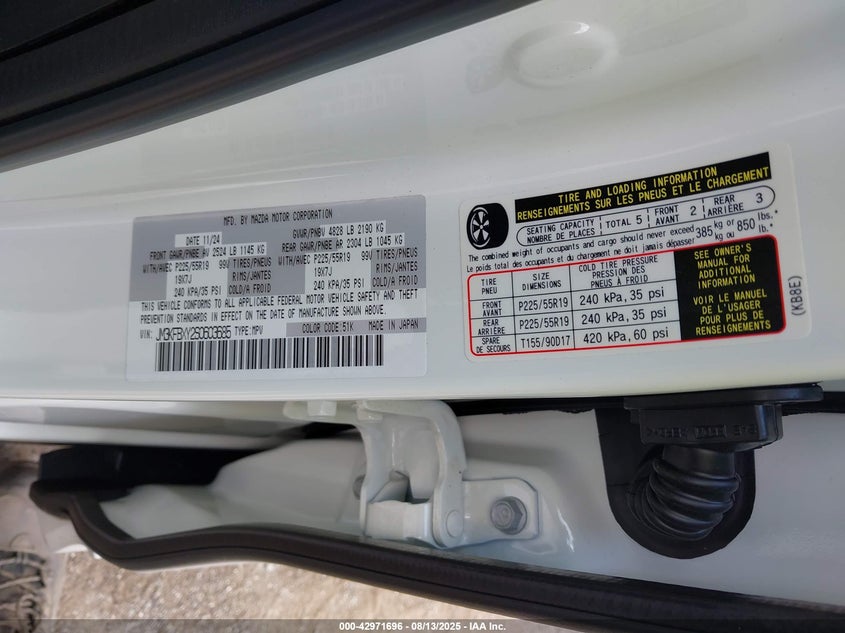 MFD. BY MAZDA MOTOR CORPORATION
DATE 11/24 GVWR/PNBV 4828 LB 2190 KG
FRONT GAWR/PNBE AV 2524 LB 1145 KG REAR GAWR/PNBE AR 2304 LB 1045 KG
WITH/AVEC P225/55R19 99V TIRES/PNEUS WITH/AVEC P225/55R19 99V TIRES/PNEUS
19X7J RIMS/JANTES 19X7J RIMS/JANTES
240 KPA/35 PSI COLD/A FROID 240 KPA/35 PSI COLD/A FROID
THIS VEHICLE CONFORMS TO ALL APPLICABLE FEDERAL MOTOR VEHICLE SAFETY AND THEFT
PREVENTION STANDARDS IN EFFECT ON THE DATE OF MANUFACTURE SHOWN ABOVE.
VIN: JM3KFBXY2S0603685 TYPE:MPV
COLOR CODE 51K MADE IN JAPAN
TIRE AND LOADING INFORMATION
RENSEIGNEMENTS SUR LES PNEUS ET LE CHARGEMENT
SEATING CAPACITY
NOMBRE DE PLACES
TOTAL 5
FRONT
AVANT 2
REAR
ARRIÈRE 3
The combined weight of occupants and cargo should never exceed
Le poids total des occupants et du chargement ne doit jamais dépasser
385 kg or/ou 850 lbs./lb.
TIRE
PNEU
SIZE
DIMENSIONS
COLD TIRE PRESSURE
PRESSION DES
PNEUS À FROID
FRONT
AVANT
P225/55R19 240 kPa, 35 psi
REAR
ARRIÈRE
P225/55R19 240 kPa, 35 psi
SPARE
DE SECOURS
T155/90D17 420 kPa, 60 psi
SEE OWNER'S
MANUAL FOR
ADDITIONAL
INFORMATION
VOIR LE MANUEL
DE L'USAGER
POUR PLUS DE
RENSEIGNEMENTS
(KB8E)
000-42971696 - 08/13/2025 - IAA Inc.